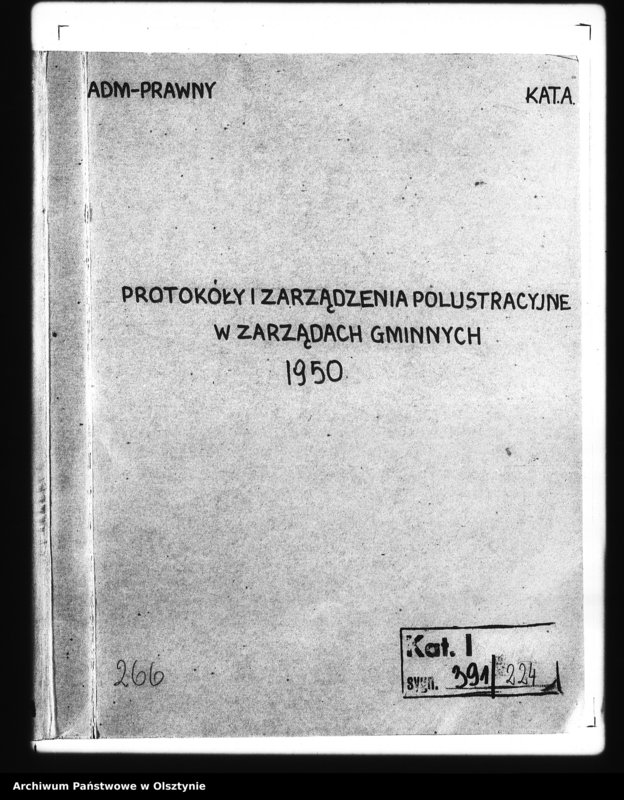 ADM-PRAWNY
KAT.A.
PROTOKÓŁY I ZARZĄDZENIA POLUSTRACYJNE
W ZARZĄDACH GMINNYCH
1950
266
Kat. I
sygn. 391/224
Archiwum Państwowe w Olsztynie